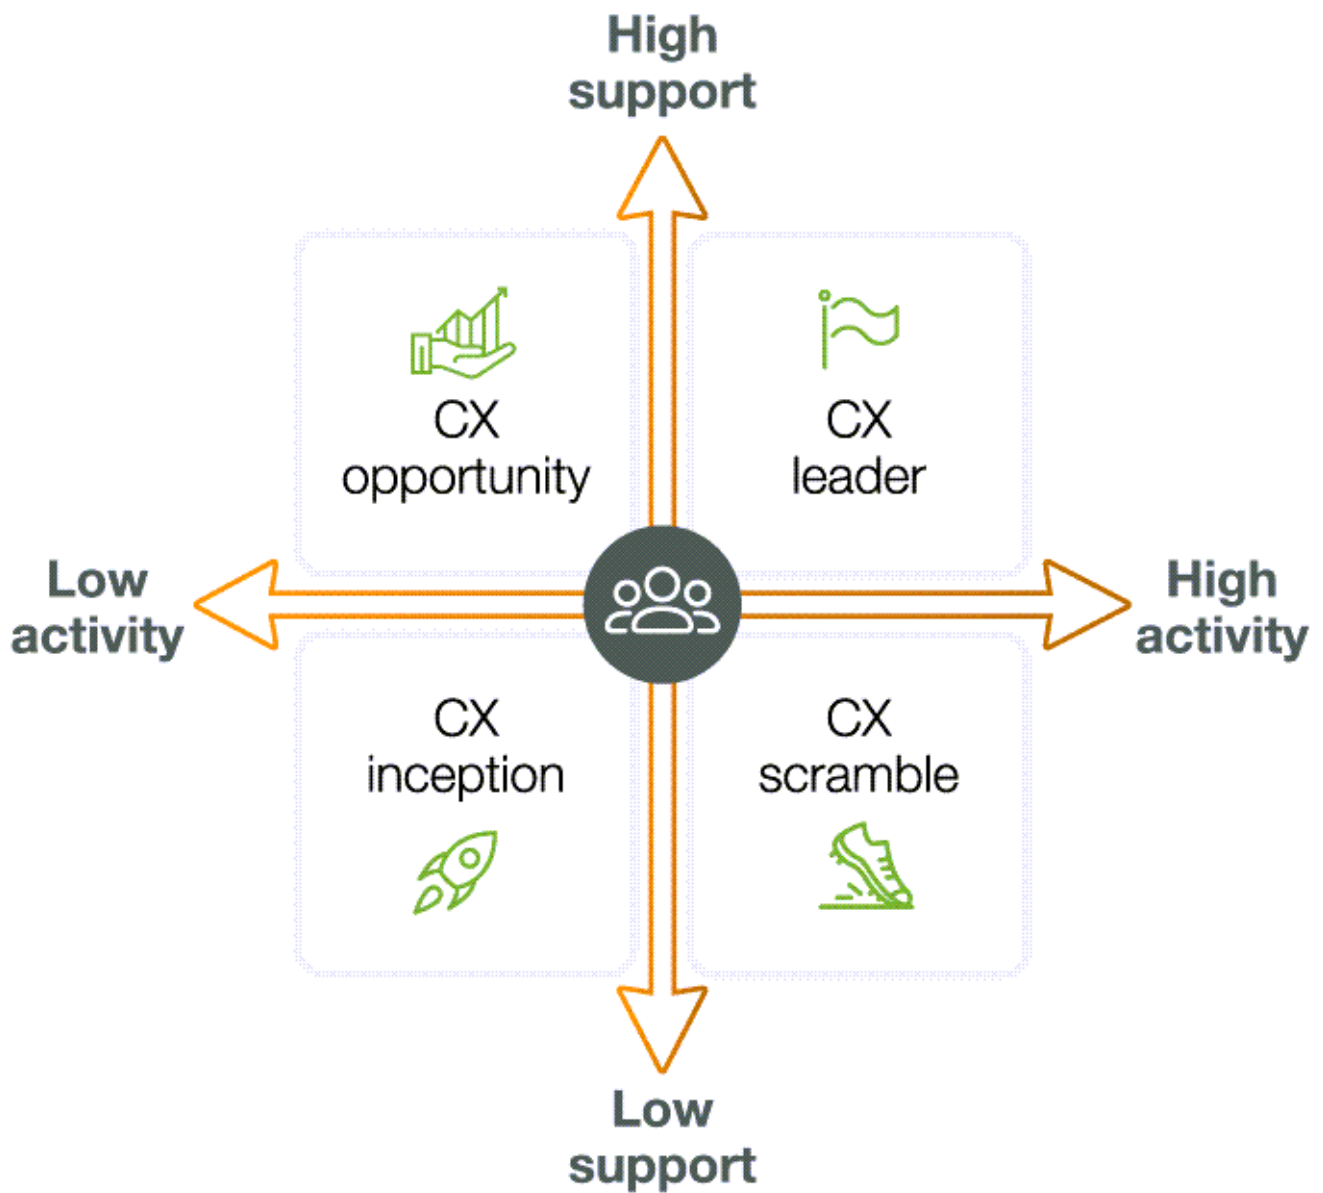 High
support
CX
opportunity
CX
leader
Low
activity
High
activity
CX
inception
CX
scramble
Low
support